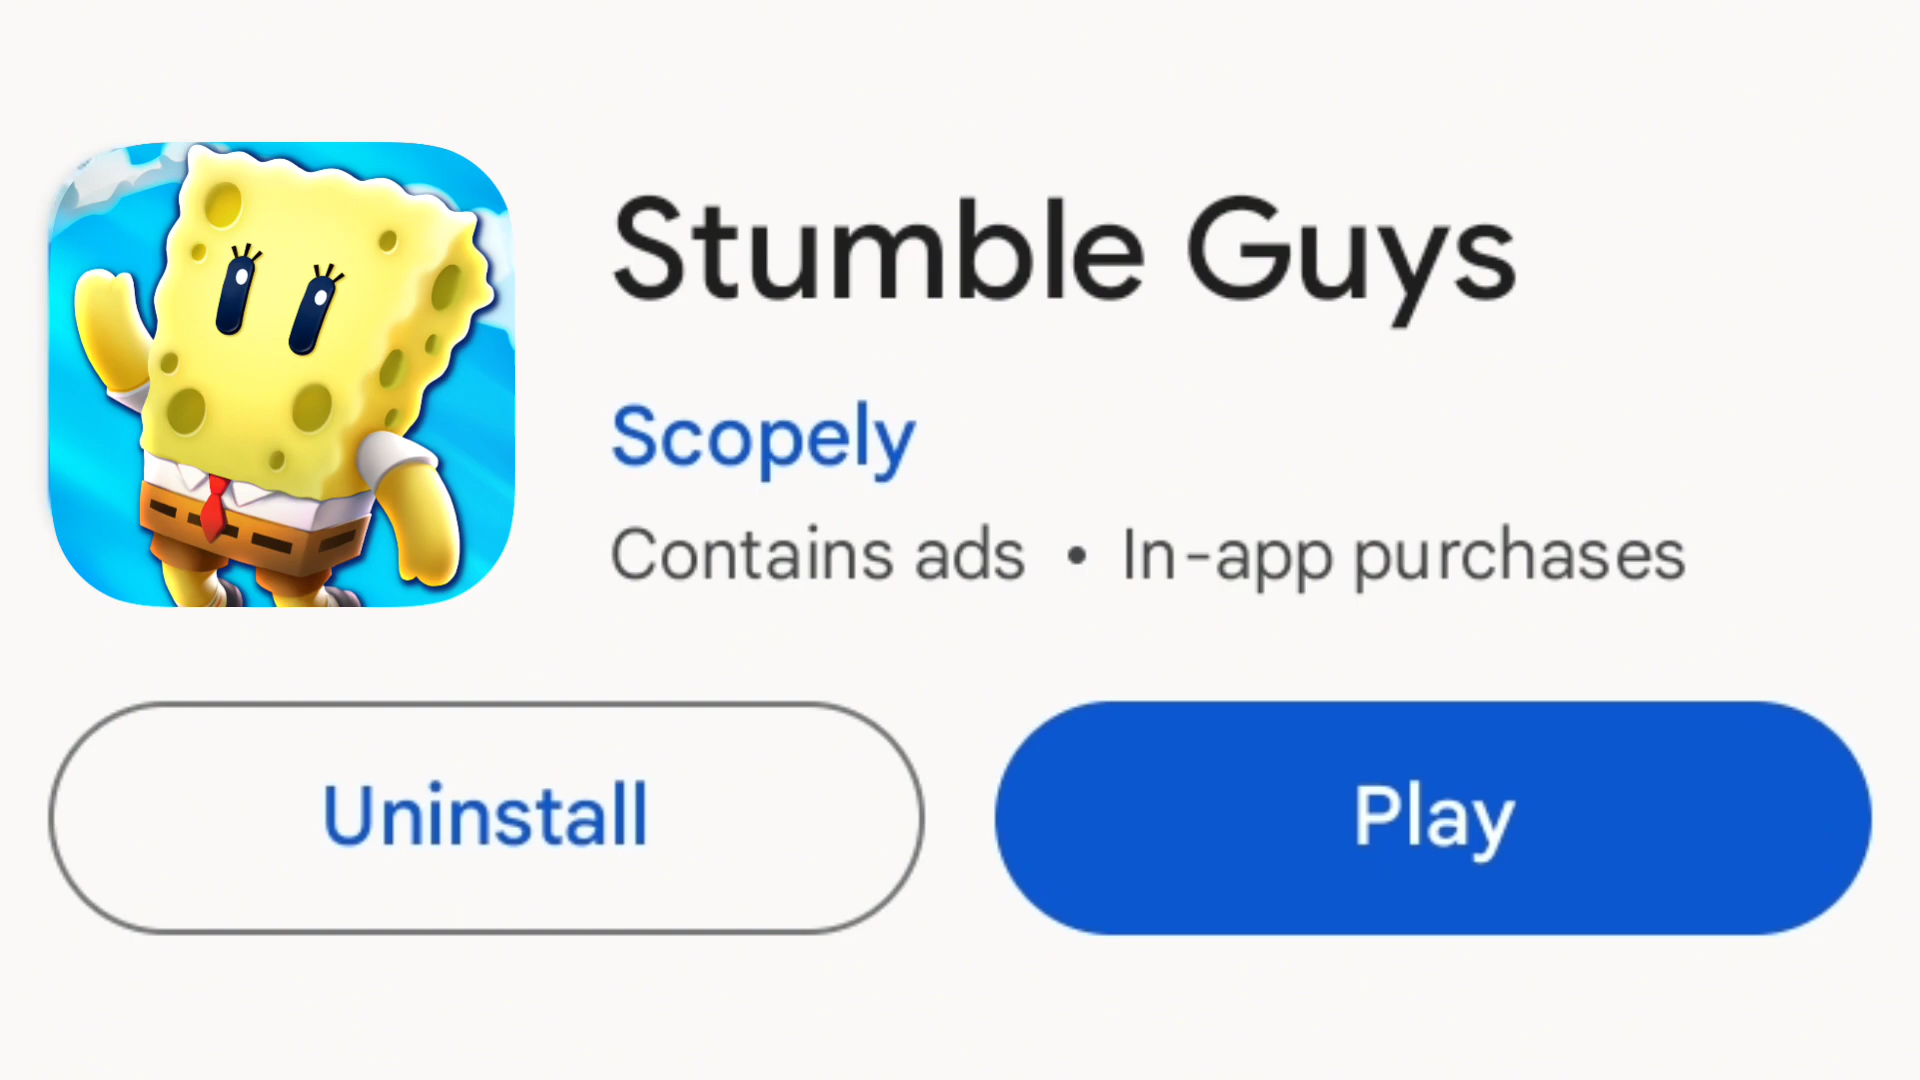 Stumble Guys
Scopely
Contains ads • In-app purchases
Uninstall
Play